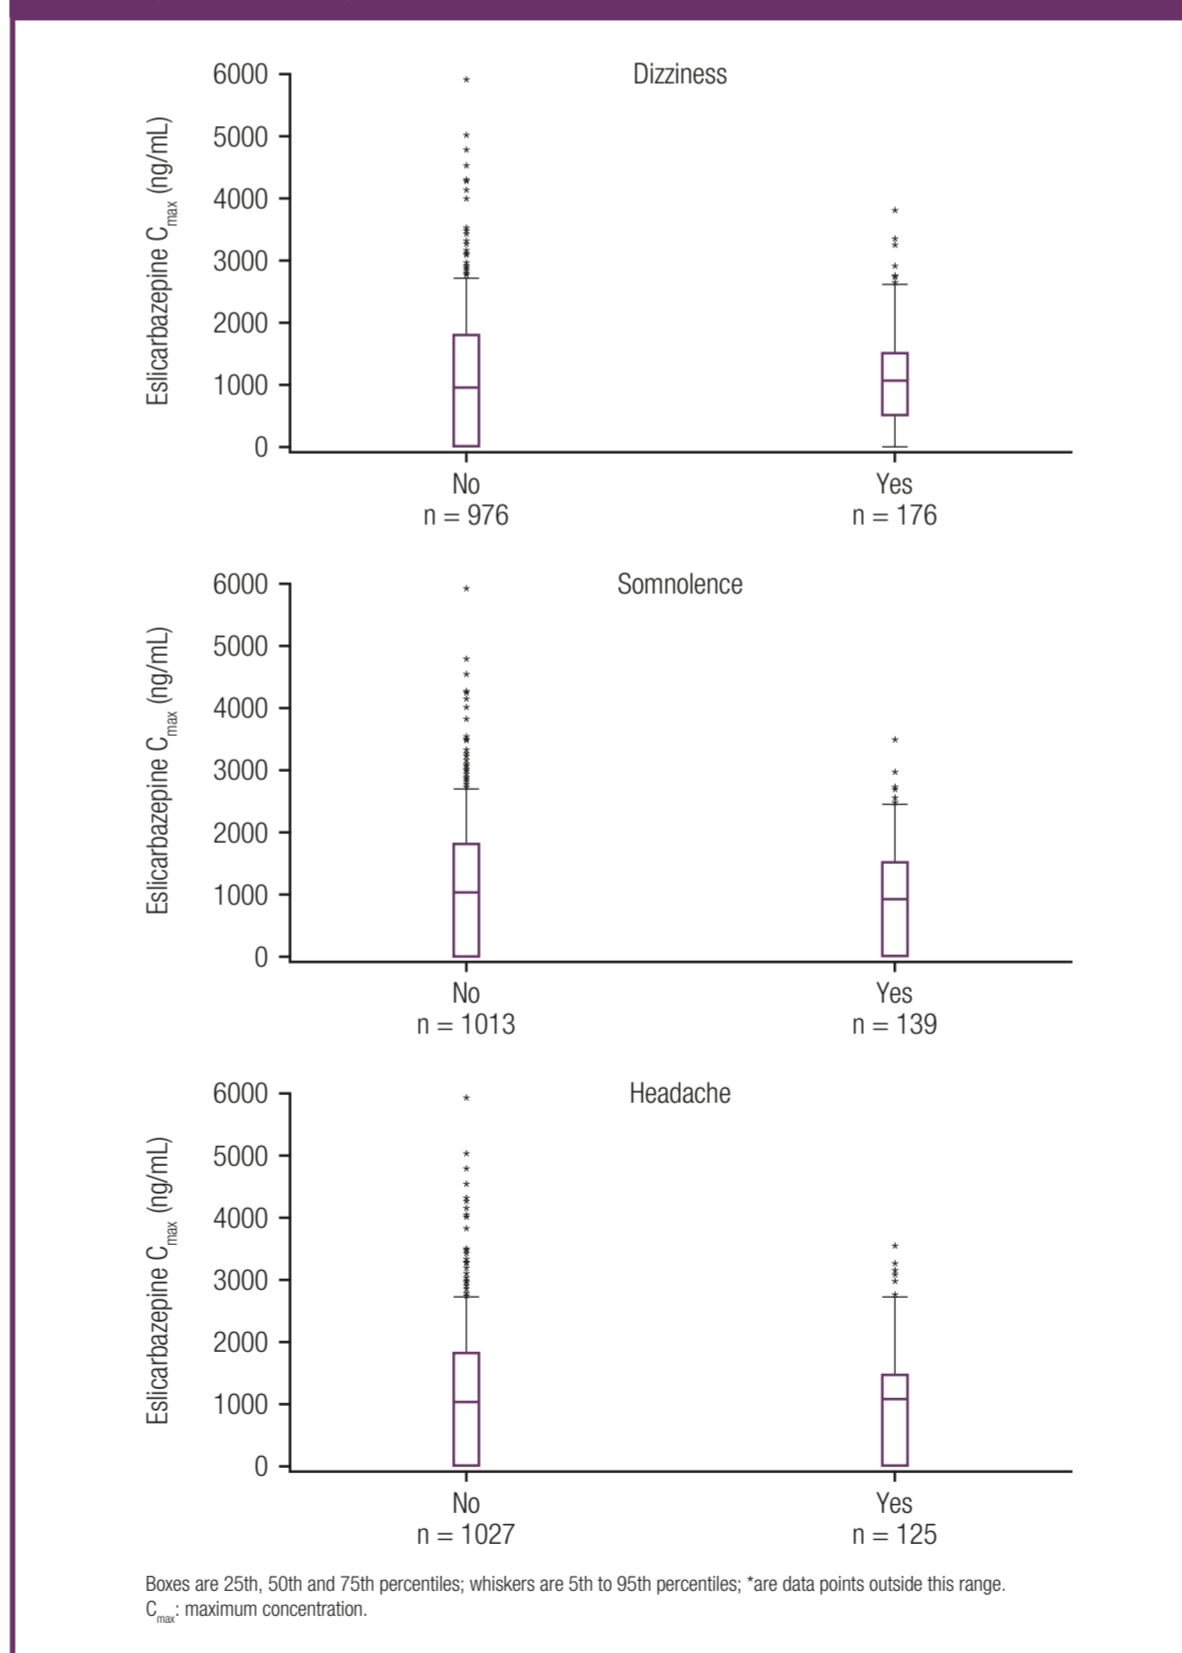 Dizziness
Eslicarbazepine Cmax (ng/mL)
6000
5000
4000
3000
2000
1000
0
No
Yes
n = 976
n = 176
Somnolence
Eslicarbazepine Cmax (ng/mL)
6000
5000
4000
3000
2000
1000
0
No
Yes
n = 1013
n = 139
Headache
Eslicarbazepine Cmax (ng/mL)
6000
5000
4000
3000
2000
1000
0
No
Yes
n = 1027
n = 125
Boxes are 25th, 50th and 75th percentiles; whiskers are 5th to 95th percentiles; *are data points outside this range.
Cmax: maximum concentration.